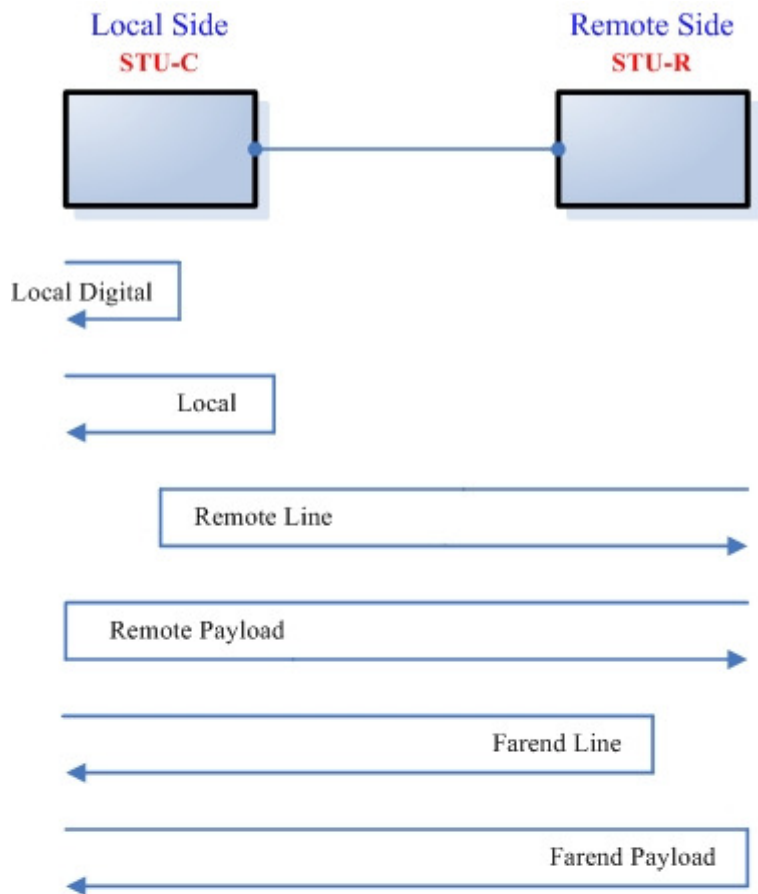 Local Side
STU-C
Remote Side
STU-R
Local Digital
Local
Remote Line
Remote Payload
Farend Line
Farend Payload